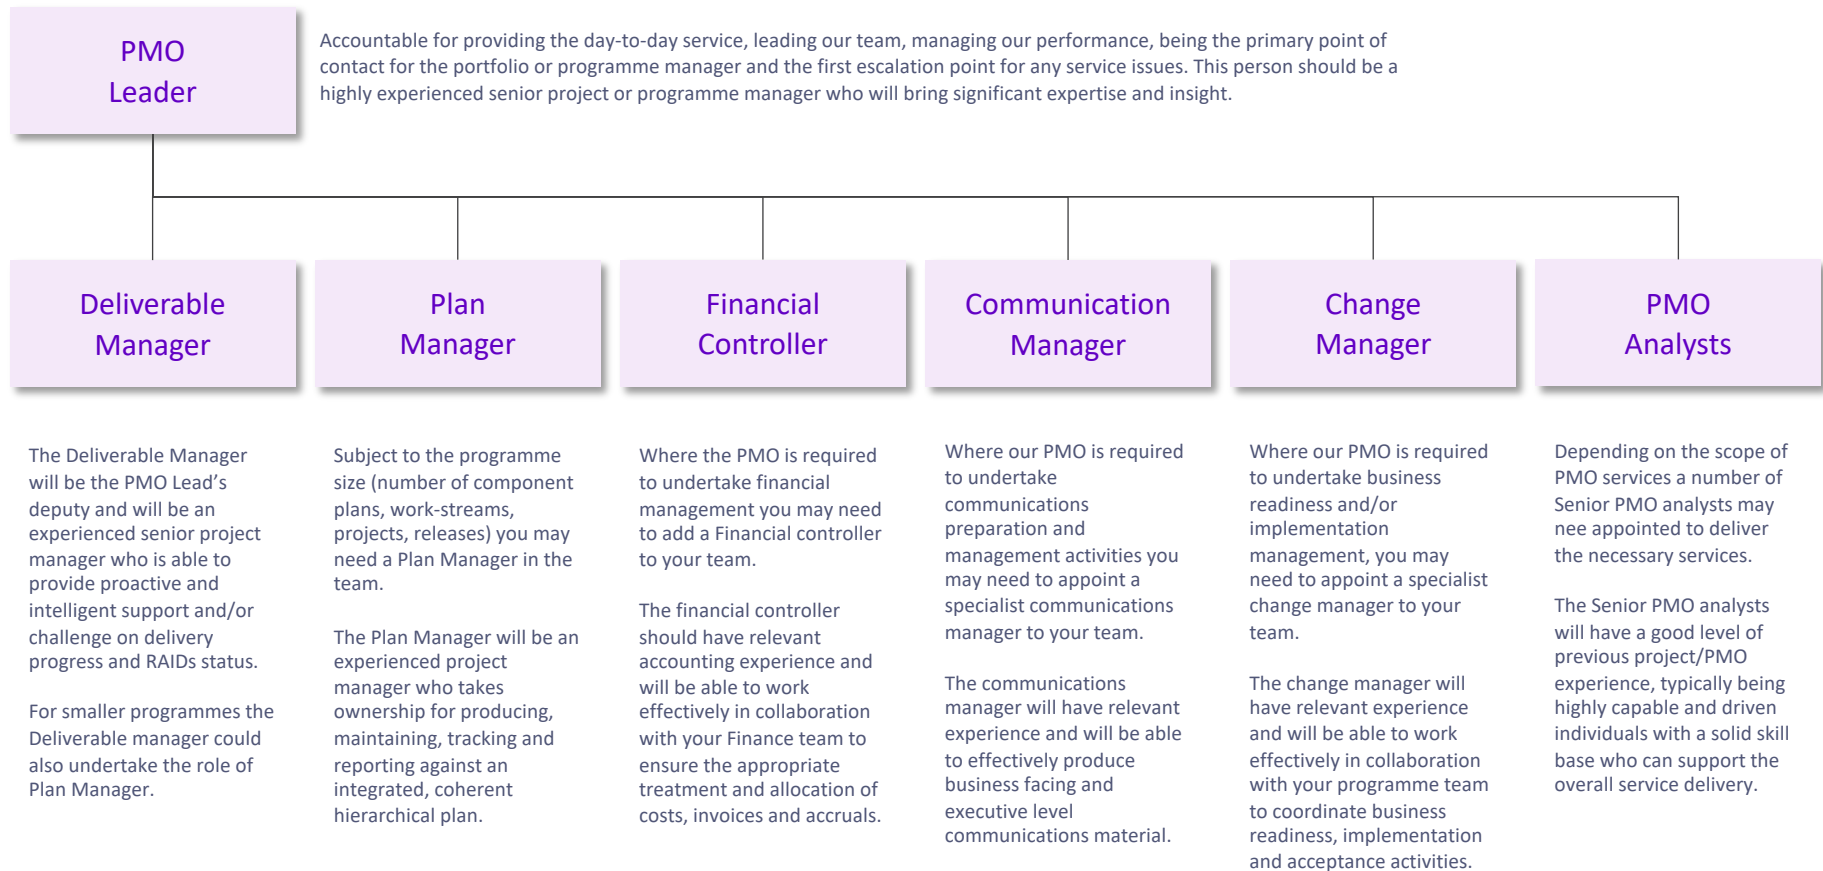 PMO
Leader
Accountable for providing the day-to-day service, leading our team, managing our performance, being the primary point of
contact for the portfolio or programme manager and the first escalation point for any service issues. This person should be a
highly experienced senior project or programme manager who will bring significant expertise and insight.
Deliverable
Manager
Plan
Manager
Financial
Controller
Communication
Manager
Change
Manager
PMO
Analysts
The Deliverable Manager
will be the PMO Lead's
deputy and will be an
experienced senior project
manager who is able to
provide proactive and
intelligent support and/or
challenge on delivery
progress and RAIDs status.
For smaller programmes the
Deliverable manager could
also undertake the role of
Plan Manager.
Subject to the programme
size (number of component
plans, work-streams,
projects, releases) you may
need a Plan Manager in the
team.
The Plan Manager will be an
experienced project
manager who takes
ownership for producing,
maintaining, tracking and
reporting against an
integrated, coherent
hierarchical plan.
Where the PMO is required
to undertake financial
management you may need
to add a Financial controller
to your team.
The financial controller
should have relevant
accounting experience and
will be able to work
effectively in collaboration
with your Finance team to
ensure the appropriate
treatment and allocation of
costs, invoices and accruals.
Where our PMO is required
to undertake
communications
preparation and
management activities you
may need to appoint a
specialist communications
manager to your team.
The communications
manager will have relevant
experience and will be able
to effectively produce
business facing and
executive level
communications material.
Where our PMO is required
to undertake business
readiness and/or
implementation
management, you may
need to appoint a specialist
change manager to your
team.
The change manager will
have relevant experience
and will be able to work
effectively in collaboration
with your programme team
to coordinate business
readiness, implementation
and acceptance activities.
Depending on the scope of
PMO services a number of
Senior PMO analysts may
nee appointed to deliver
the necessary services.
The Senior PMO analysts
will have a good level of
previous project/PMO
experience, typically being
highly capable and driven
individuals with a solid skill
base who can support the
overall service delivery.